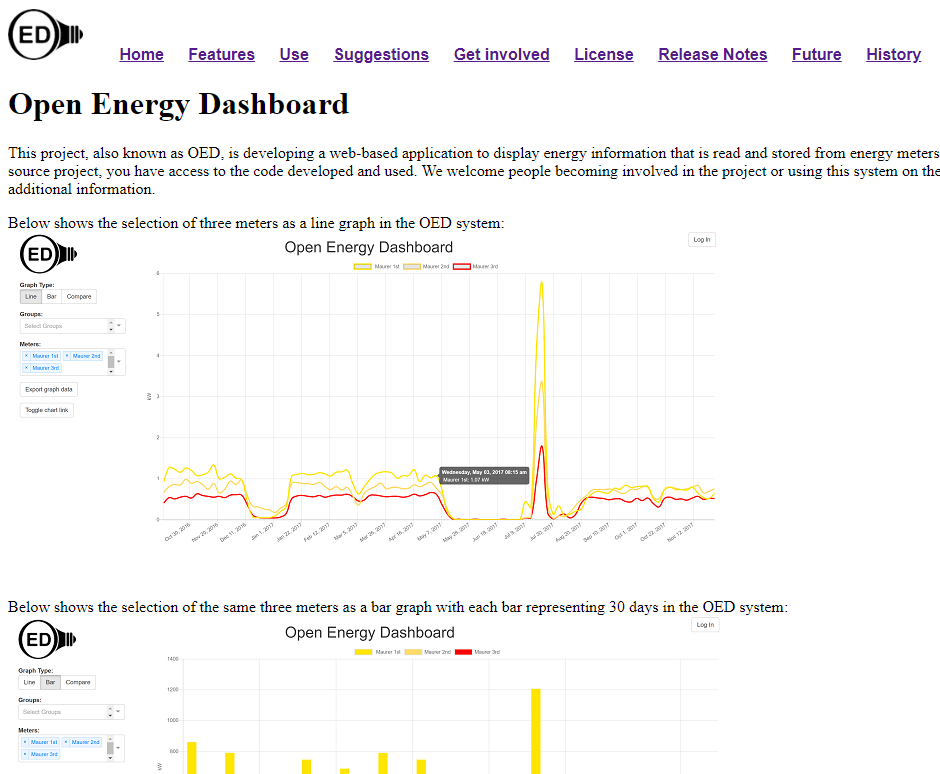 ED
Home Features Use Suggestions Get involved License Release Notes Future History
Open Energy Dashboard
This project, also known as OED, is developing a web-based application to display energy information that is read and stored from energy meters
source project, you have access to the code developed and used. We welcome people becoming involved in the project or using this system on the
additional information.
Below shows the selection of three meters as a line graph in the OED system:
ED
Open Energy Dashboard
Log In
Maurer 1st Maurer 2nd Maurer 3rd
Graph Type:
Line Bar Compare
Groups:
Select Groups
Meters:
× Maurer 1st × Maurer 2nd
× Maurer 3rd
Export graph data
Toggle chart link
6
5
4
kW
3
2
1
0
Wednesday, May 03, 2017 08:15 am
Maurer 1st: 1.07 kW
Oct 30, 2016 Nov 20, 2016 Dec 11, 2016 Jan 1, 2017 Jan 22, 2017 Feb 12, 2017 Mar 5, 2017 Mar 26, 2017 Apr 16, 2017 May 7, 2017 May 28, 2017 Jun 18, 2017 Jul 9, 2017 Jul 30, 2017 Aug 20, 2017 Sep 10, 2017 Oct 1, 2017 Oct 22, 2017 Nov 12, 2017
Below shows the selection of the same three meters as a bar graph with each bar representing 30 days in the OED system:
ED
Open Energy Dashboard
Log In
Maurer 1st Maurer 2nd Maurer 3rd
Graph Type:
Line Bar Compare
Groups:
Select Groups
Meters:
× Maurer 1st × Maurer 2nd
× Maurer 3rd
1400
1200
1000
800
kW